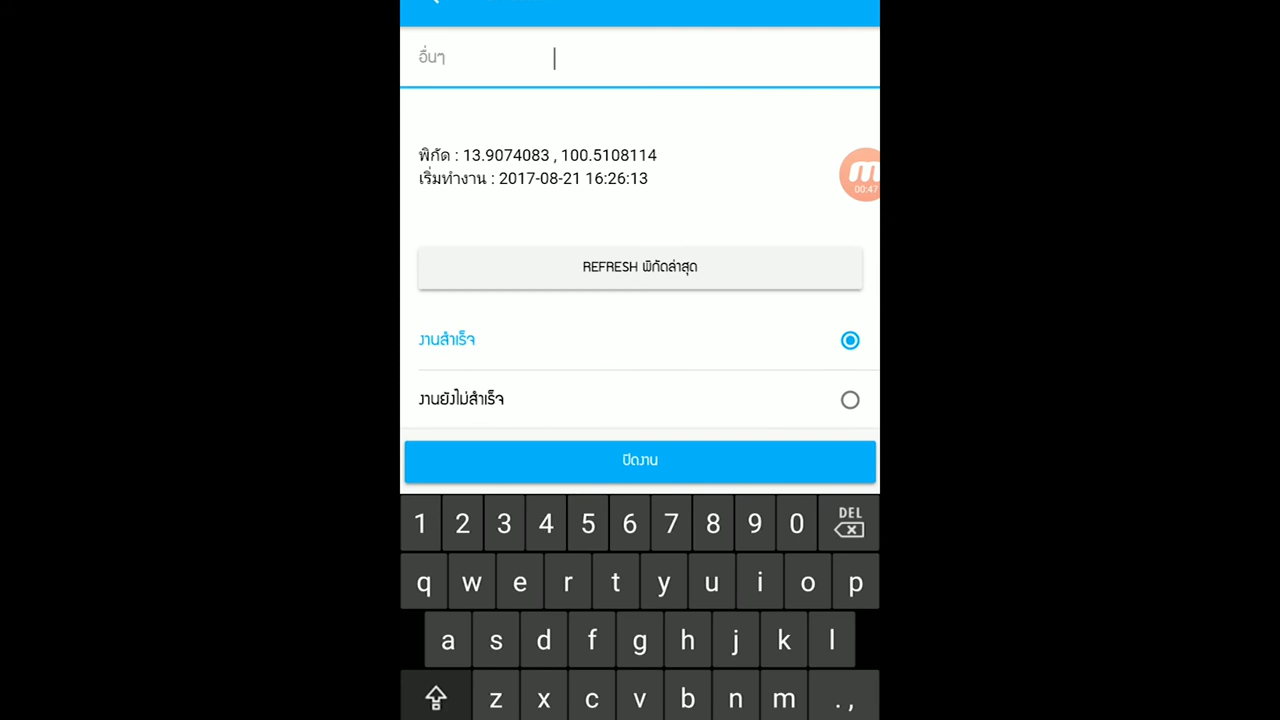 อื่นๆ
พิกัด : 13.9074083 , 100.5108114
เริ่มทำงาน : 2017-08-21 16:26:13
m
00:47
REFRESH พิกัดล่าสุด
งานสำเร็จ
งานยังไม่สำเร็จ
ปิดงาน
1 2 3 4 5 6 7 8 9 0 DEL
q w e r t y u i o p
a s d f g h j k l
z x c v b n m . ,